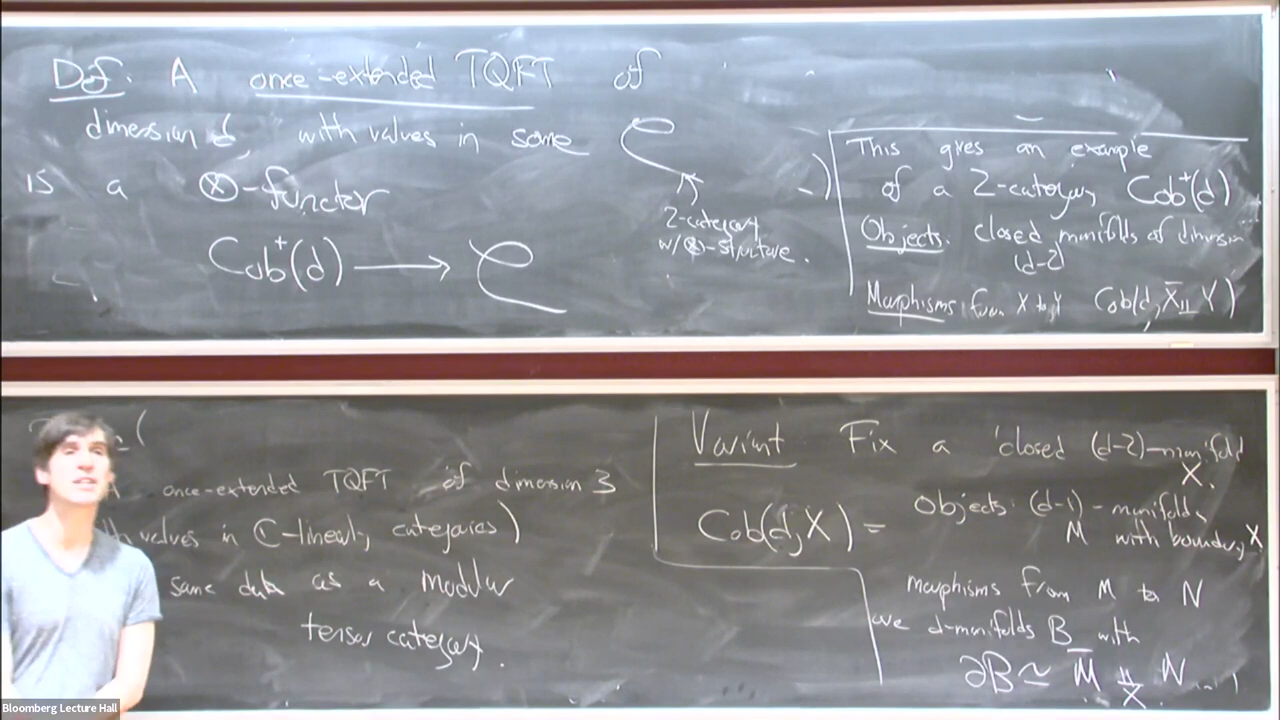 Def. A once-extended TQFT of
dimension d, with values in some 𝒞
is a ⊗-functor
Cob⁺(d) → 𝒞
2-category
w/ ⊗-structure.
This gives an example
of a 2-category Cob⁺(d)
Objects: closed manifolds of dimension
(d-2)
Morphisms from X to Y Cob(d, X̄ ⨿ Y)
once-extended TQFT of dimension 3
values in ℂ-linear categories)
same data as a modular
tensor category.
Variant Fix a closed (d-2)-manifold
X.
Cob(d, X) = Objects: (d-1)-manifolds
M with boundary X
morphisms from M to N
are d-manifolds B with
∂B ≃ M̄ ⨿ N
X
Bloomberg Lecture Hall